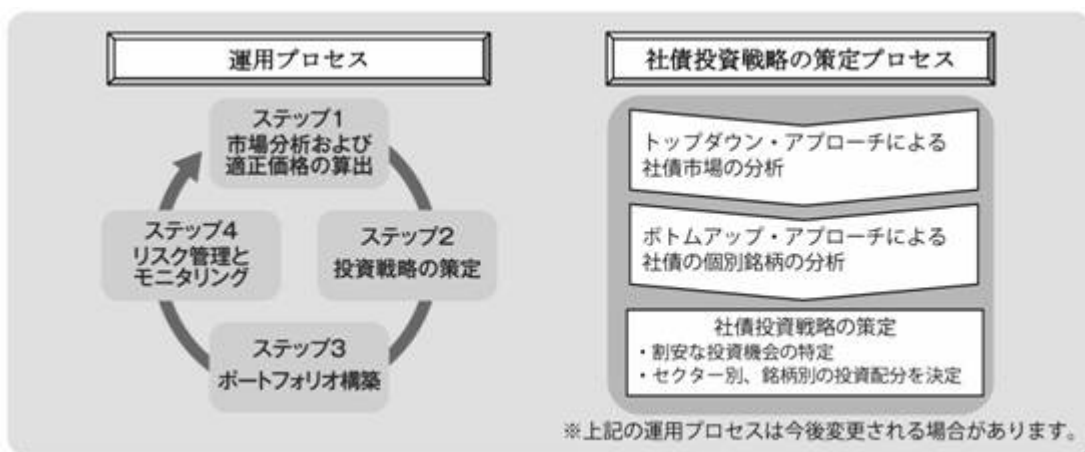 運用プロセス
ステップ1
市場分析および
適正価格の算出
ステップ2
投資戦略の策定
ステップ3
ポートフォリオ構築
ステップ4
リスク管理と
モニタリング
社債投資戦略の策定プロセス
トップダウン・アプローチによる
社債市場の分析
ボトムアップ・アプローチによる
社債の個別銘柄の分析
社債投資戦略の策定
・割安な投資機会の特定
・セクター別、銘柄別の投資配分を決定
※上記の運用プロセスは今後変更される場合があります。